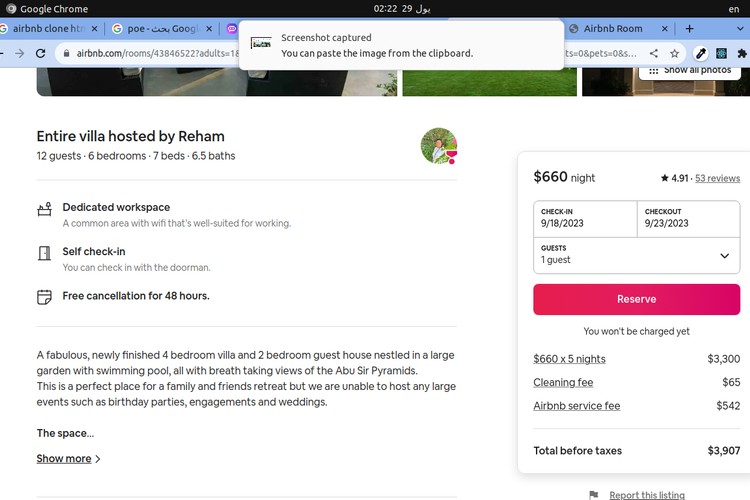 Google Chrome
02:22 29 يول
en
airbnb clone htm
poe - بحث Googl
Airbnb Room
Screenshot captured
You can paste the image from the clipboard.
airbnb.com/rooms/43846522?adults=1
ts=0&pets=0&s...
Show all photos
Entire villa hosted by Reham
12 guests · 6 bedrooms · 7 beds · 6.5 baths
Dedicated workspace
A common area with wifi that's well-suited for working.
Self check-in
You can check in with the doorman.
Free cancellation for 48 hours.
A fabulous, newly finished 4 bedroom villa and 2 bedroom guest house nestled in a large
garden with swimming pool, all with breath taking views of the Abu Sir Pyramids.
This is a perfect place for a family and friends retreat but we are unable to host any large
events such as birthday parties, engagements and weddings.
The space...
Show more
$660 night
4.91 · 53 reviews
CHECK-IN
9/18/2023
CHECKOUT
9/23/2023
GUESTS
1 guest
Reserve
You won't be charged yet
$660 x 5 nights $3,300
Cleaning fee $65
Airbnb service fee $542
Total before taxes $3,907
Report this listing